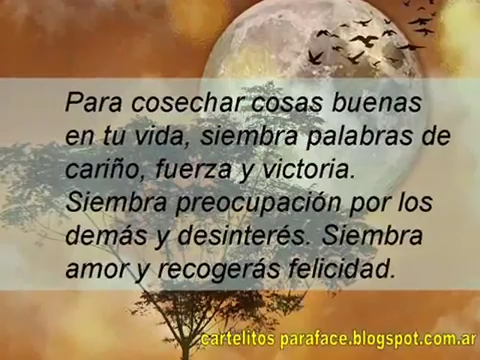 Para cosechar cosas buenas
en tu vida, siembra palabras de
cariño, fuerza y victoria.
Siembra preocupación por los
demás y desinterés. Siembra
amor y recogerás felicidad.
cartelitos paraface.blogspot.com.ar